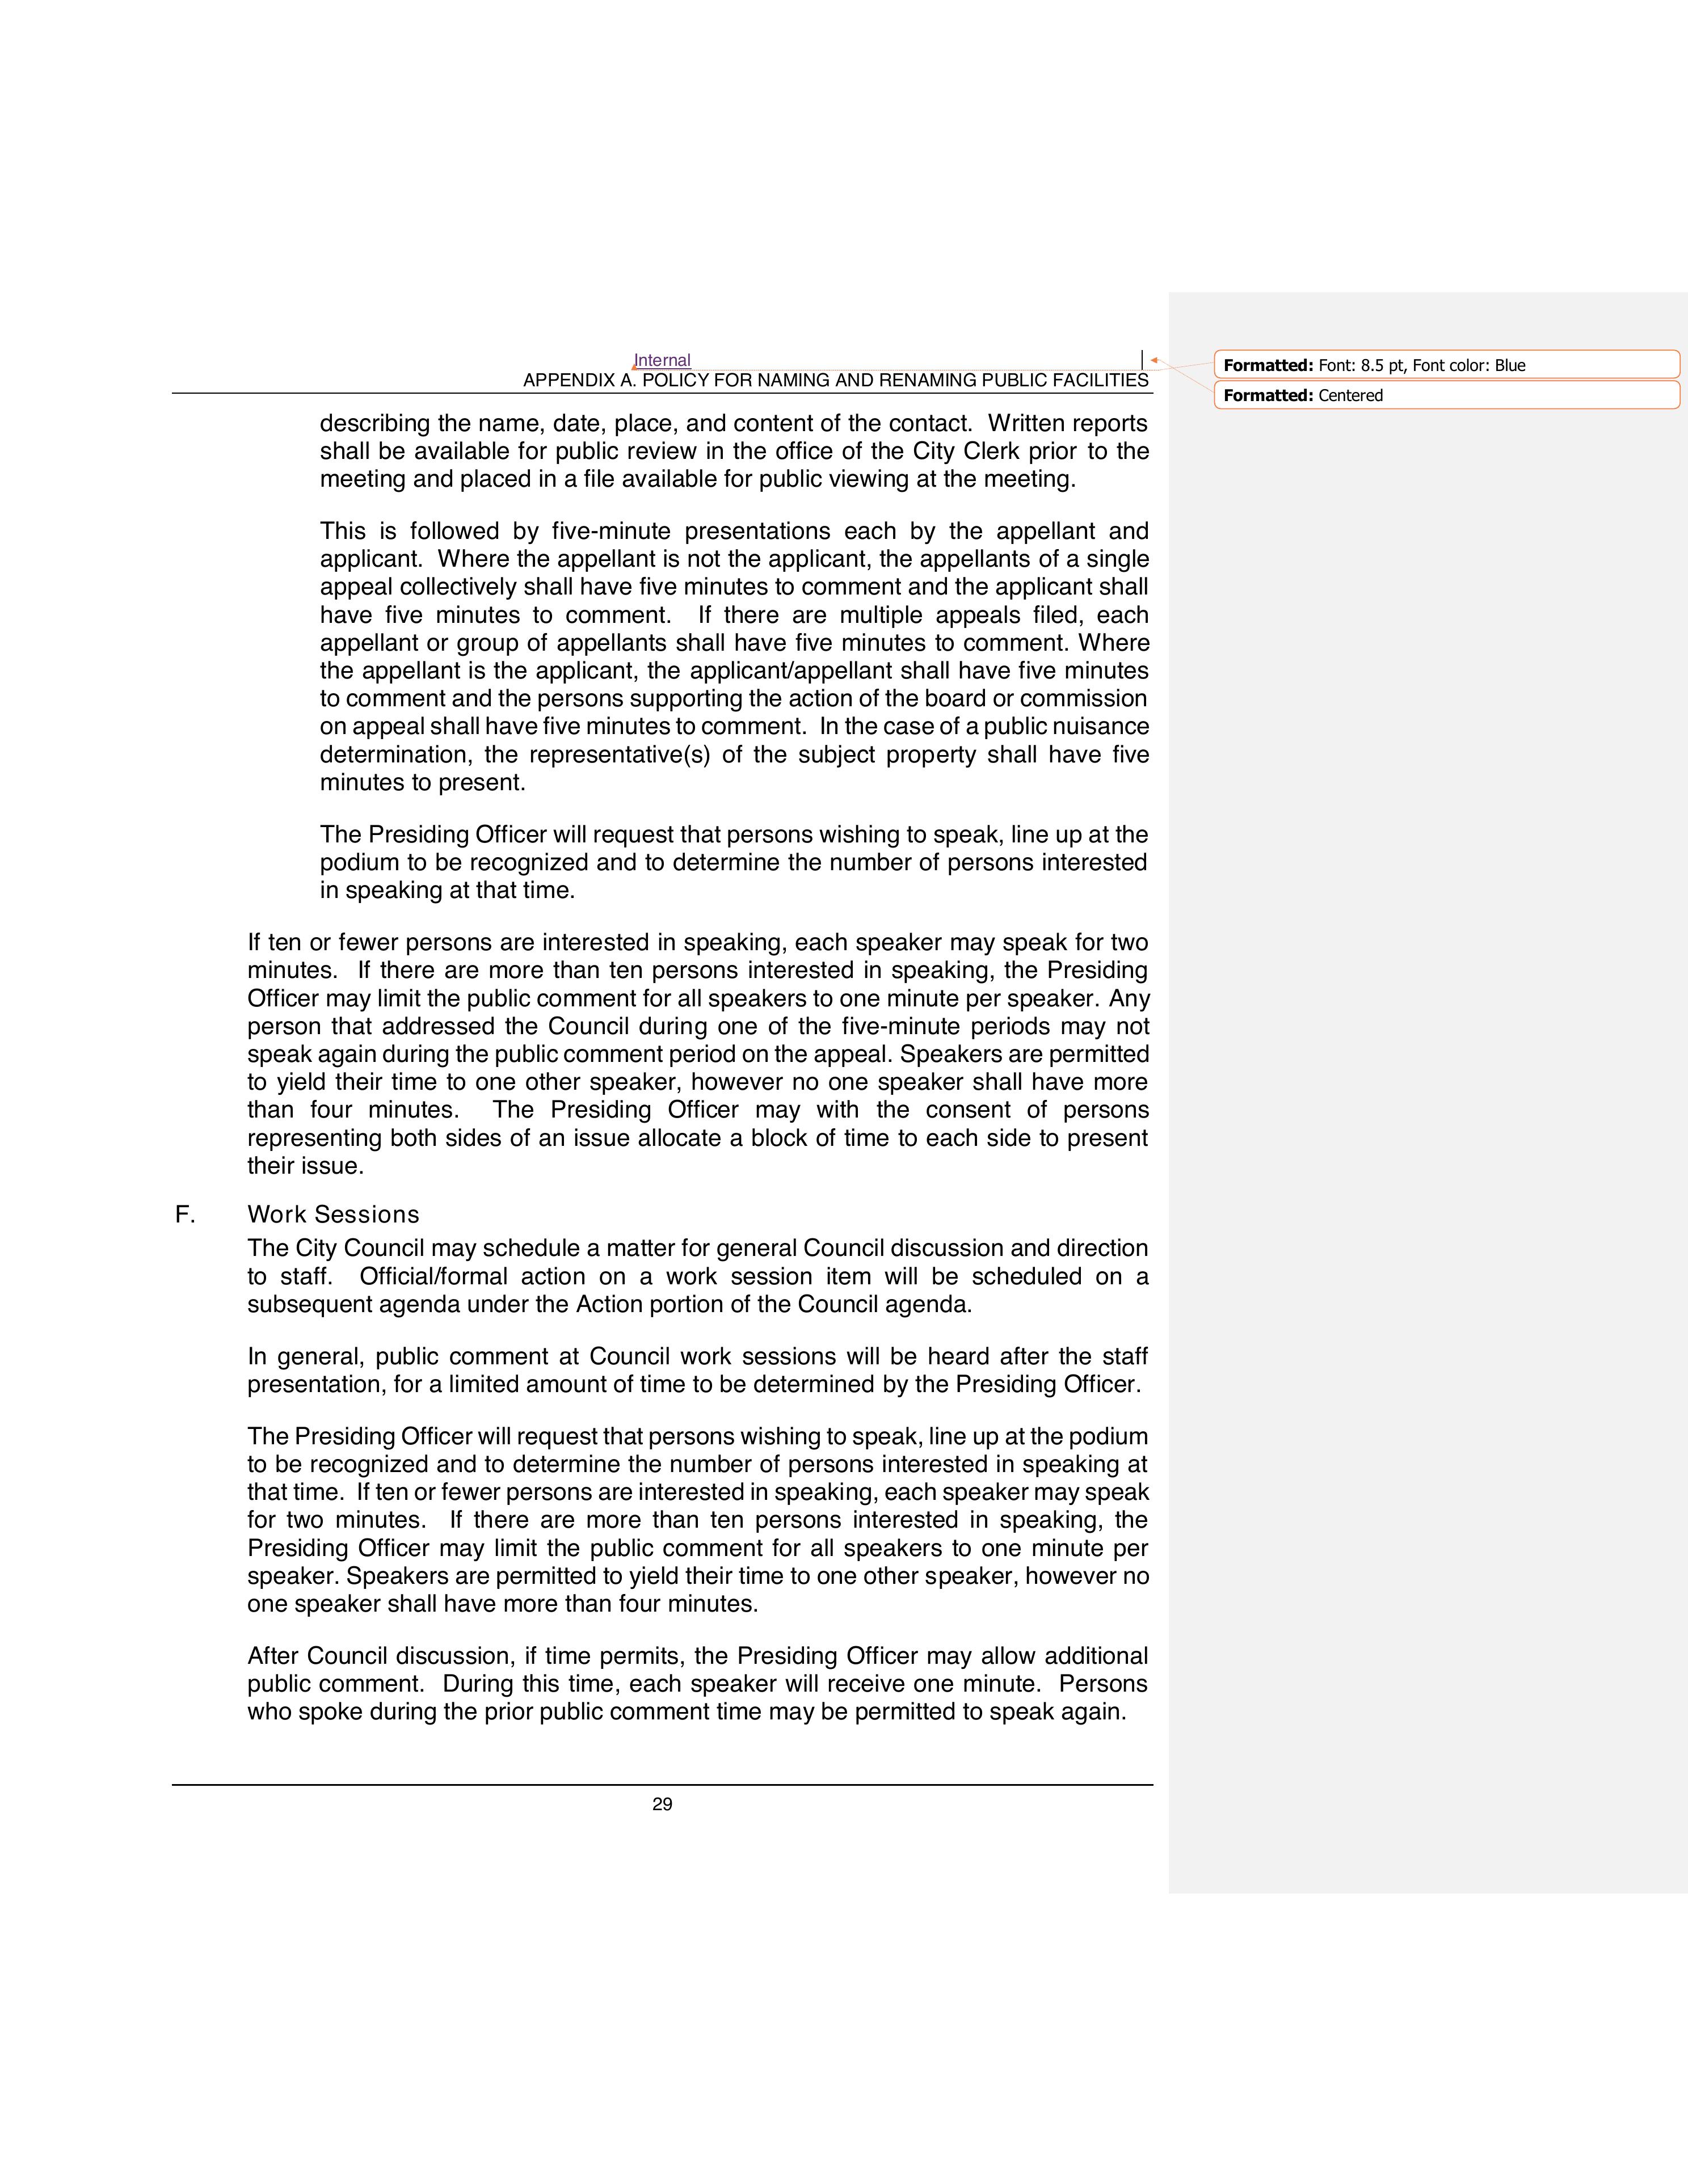 Internal
APPENDIX A. POLICY FOR NAMING AND RENAMING PUBLIC FACILITIES
Formatted: Font: 8.5 pt, Font color: Blue
Formatted: Centered
describing the name, date, place, and content of the contact.  Written reports
shall be available for public review in the office of the City Clerk prior to the
meeting and placed in a file available for public viewing at the meeting.
This is followed by five-minute presentations each by the appellant and
applicant.  Where the appellant is not the applicant, the appellants of a single
appeal collectively shall have five minutes to comment and the applicant shall
have five minutes to comment.  If there are multiple appeals filed, each
appellant or group of appellants shall have five minutes to comment. Where
the appellant is the applicant, the applicant/appellant shall have five minutes
to comment and the persons supporting the action of the board or commission
on appeal shall have five minutes to comment.  In the case of a public nuisance
determination, the representative(s) of the subject property shall have five
minutes to present.
The Presiding Officer will request that persons wishing to speak, line up at the
podium to be recognized and to determine the number of persons interested
in speaking at that time.
If ten or fewer persons are interested in speaking, each speaker may speak for two
minutes.  If there are more than ten persons interested in speaking, the Presiding
Officer may limit the public comment for all speakers to one minute per speaker. Any
person that addressed the Council during one of the five-minute periods may not
speak again during the public comment period on the appeal. Speakers are permitted
to yield their time to one other speaker, however no one speaker shall have more
than four minutes.  The Presiding Officer may with the consent of persons
representing both sides of an issue allocate a block of time to each side to present
their issue.
F. Work Sessions
The City Council may schedule a matter for general Council discussion and direction
to staff.  Official/formal action on a work session item will be scheduled on a
subsequent agenda under the Action portion of the Council agenda.
In general, public comment at Council work sessions will be heard after the staff
presentation, for a limited amount of time to be determined by the Presiding Officer.
The Presiding Officer will request that persons wishing to speak, line up at the podium
to be recognized and to determine the number of persons interested in speaking at
that time.  If ten or fewer persons are interested in speaking, each speaker may speak
for two minutes.  If there are more than ten persons interested in speaking, the
Presiding Officer may limit the public comment for all speakers to one minute per
speaker. Speakers are permitted to yield their time to one other speaker, however no
one speaker shall have more than four minutes.
After Council discussion, if time permits, the Presiding Officer may allow additional
public comment.  During this time, each speaker will receive one minute.  Persons
who spoke during the prior public comment time may be permitted to speak again.
29